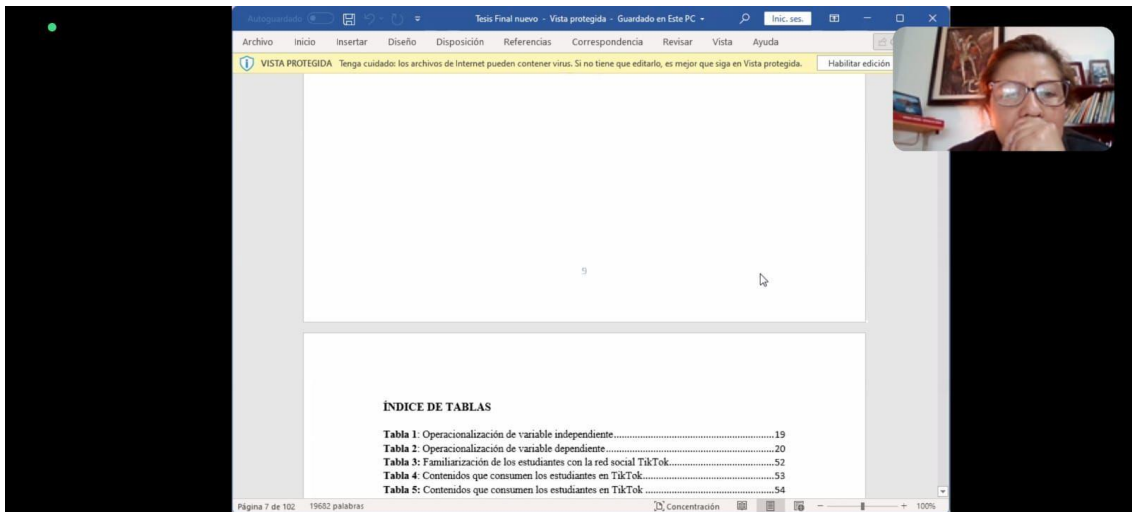 Autoguardado
Tesis Final nuevo - Vista protegida - Guardado en Este PC
Inic. ses.
Archivo Inicio Insertar Diseño Disposición Referencias Correspondencia Revisar Vista Ayuda
VISTA PROTEGIDA Tenga cuidado: los archivos de Internet pueden contener virus. Si no tiene que editarlo, es mejor que siga en Vista protegida. Habilitar edición
ÍNDICE DE TABLAS
Tabla 1: Operacionalización de variable independiente.....19
Tabla 2: Operacionalización de variable dependiente.....20
Tabla 3: Familiarización de los estudiantes con la red social TikTok.....52
Tabla 4: Contenidos que consumen los estudiantes en TikTok.....53
Tabla 5: Contenidos que consumen los estudiantes en TikTok .....54
Página 7 de 102 19682 palabras Concentración 100%